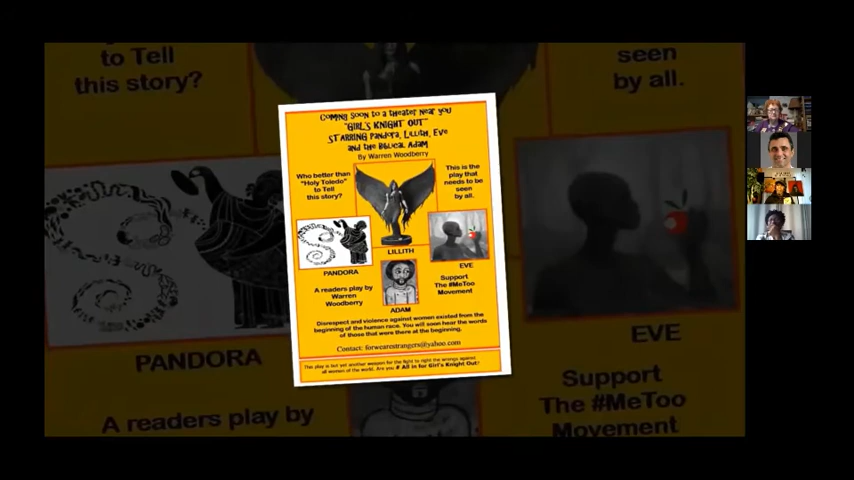 to Tell
this story?
seen
by all.
COMING SOON TO A THEATER NEAR YOU
"GIRL'S KNIGHT OUT"
STARRING PANDORA, LILLITH, EVE
AND THE BIBLICAL ADAM
By Warren Woodberry
Who better than
"Holy Toledo"
to Tell
this story?
This is the
play that
needs to be
seen
by all.
LILLITH
PANDORA
EVE
A readers play by
Warren
Woodberry
ADAM
Support
The #MeToo
Movement
Disrespect and violence against women existed from the
beginning of the human race. You will soon hear the words
of those that were there at the beginning.
Contact: forwearestrangers@yahoo.com
This play is but yet another weapon for the fight to right the wrongs against
all women of the world. Are you # All in for Girl's Knight Out?
PANDORA
EVE
A readers play by
Support
The #MeToo
Movement